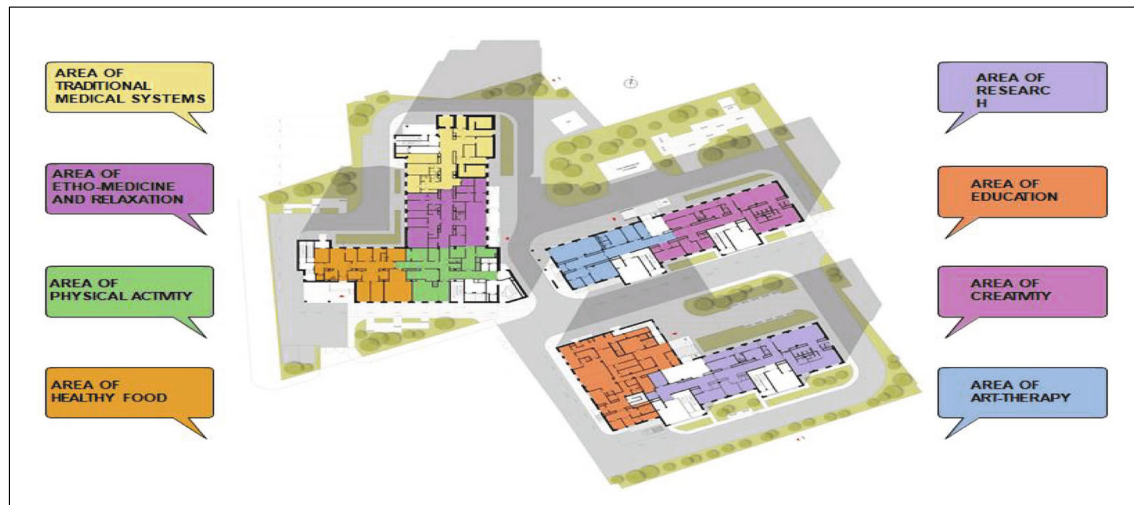 AREA OF
TRADITIONAL
MEDICAL SYSTEMS
AREA OF
ETHO-MEDICINE
AND RELAXATION
AREA OF
PHYSICAL ACTIVITY
AREA OF
HEALTHY FOOD
AREA OF
RESEARC
H
AREA OF
EDUCATION
AREA OF
CREATIVITY
AREA OF
ART-THERAPY